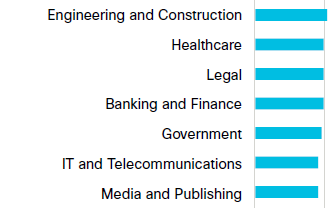 Engineering and Construction
Healthcare
Legal
Banking and Finance
Government
IT and Telecommunications
Media and Publishing